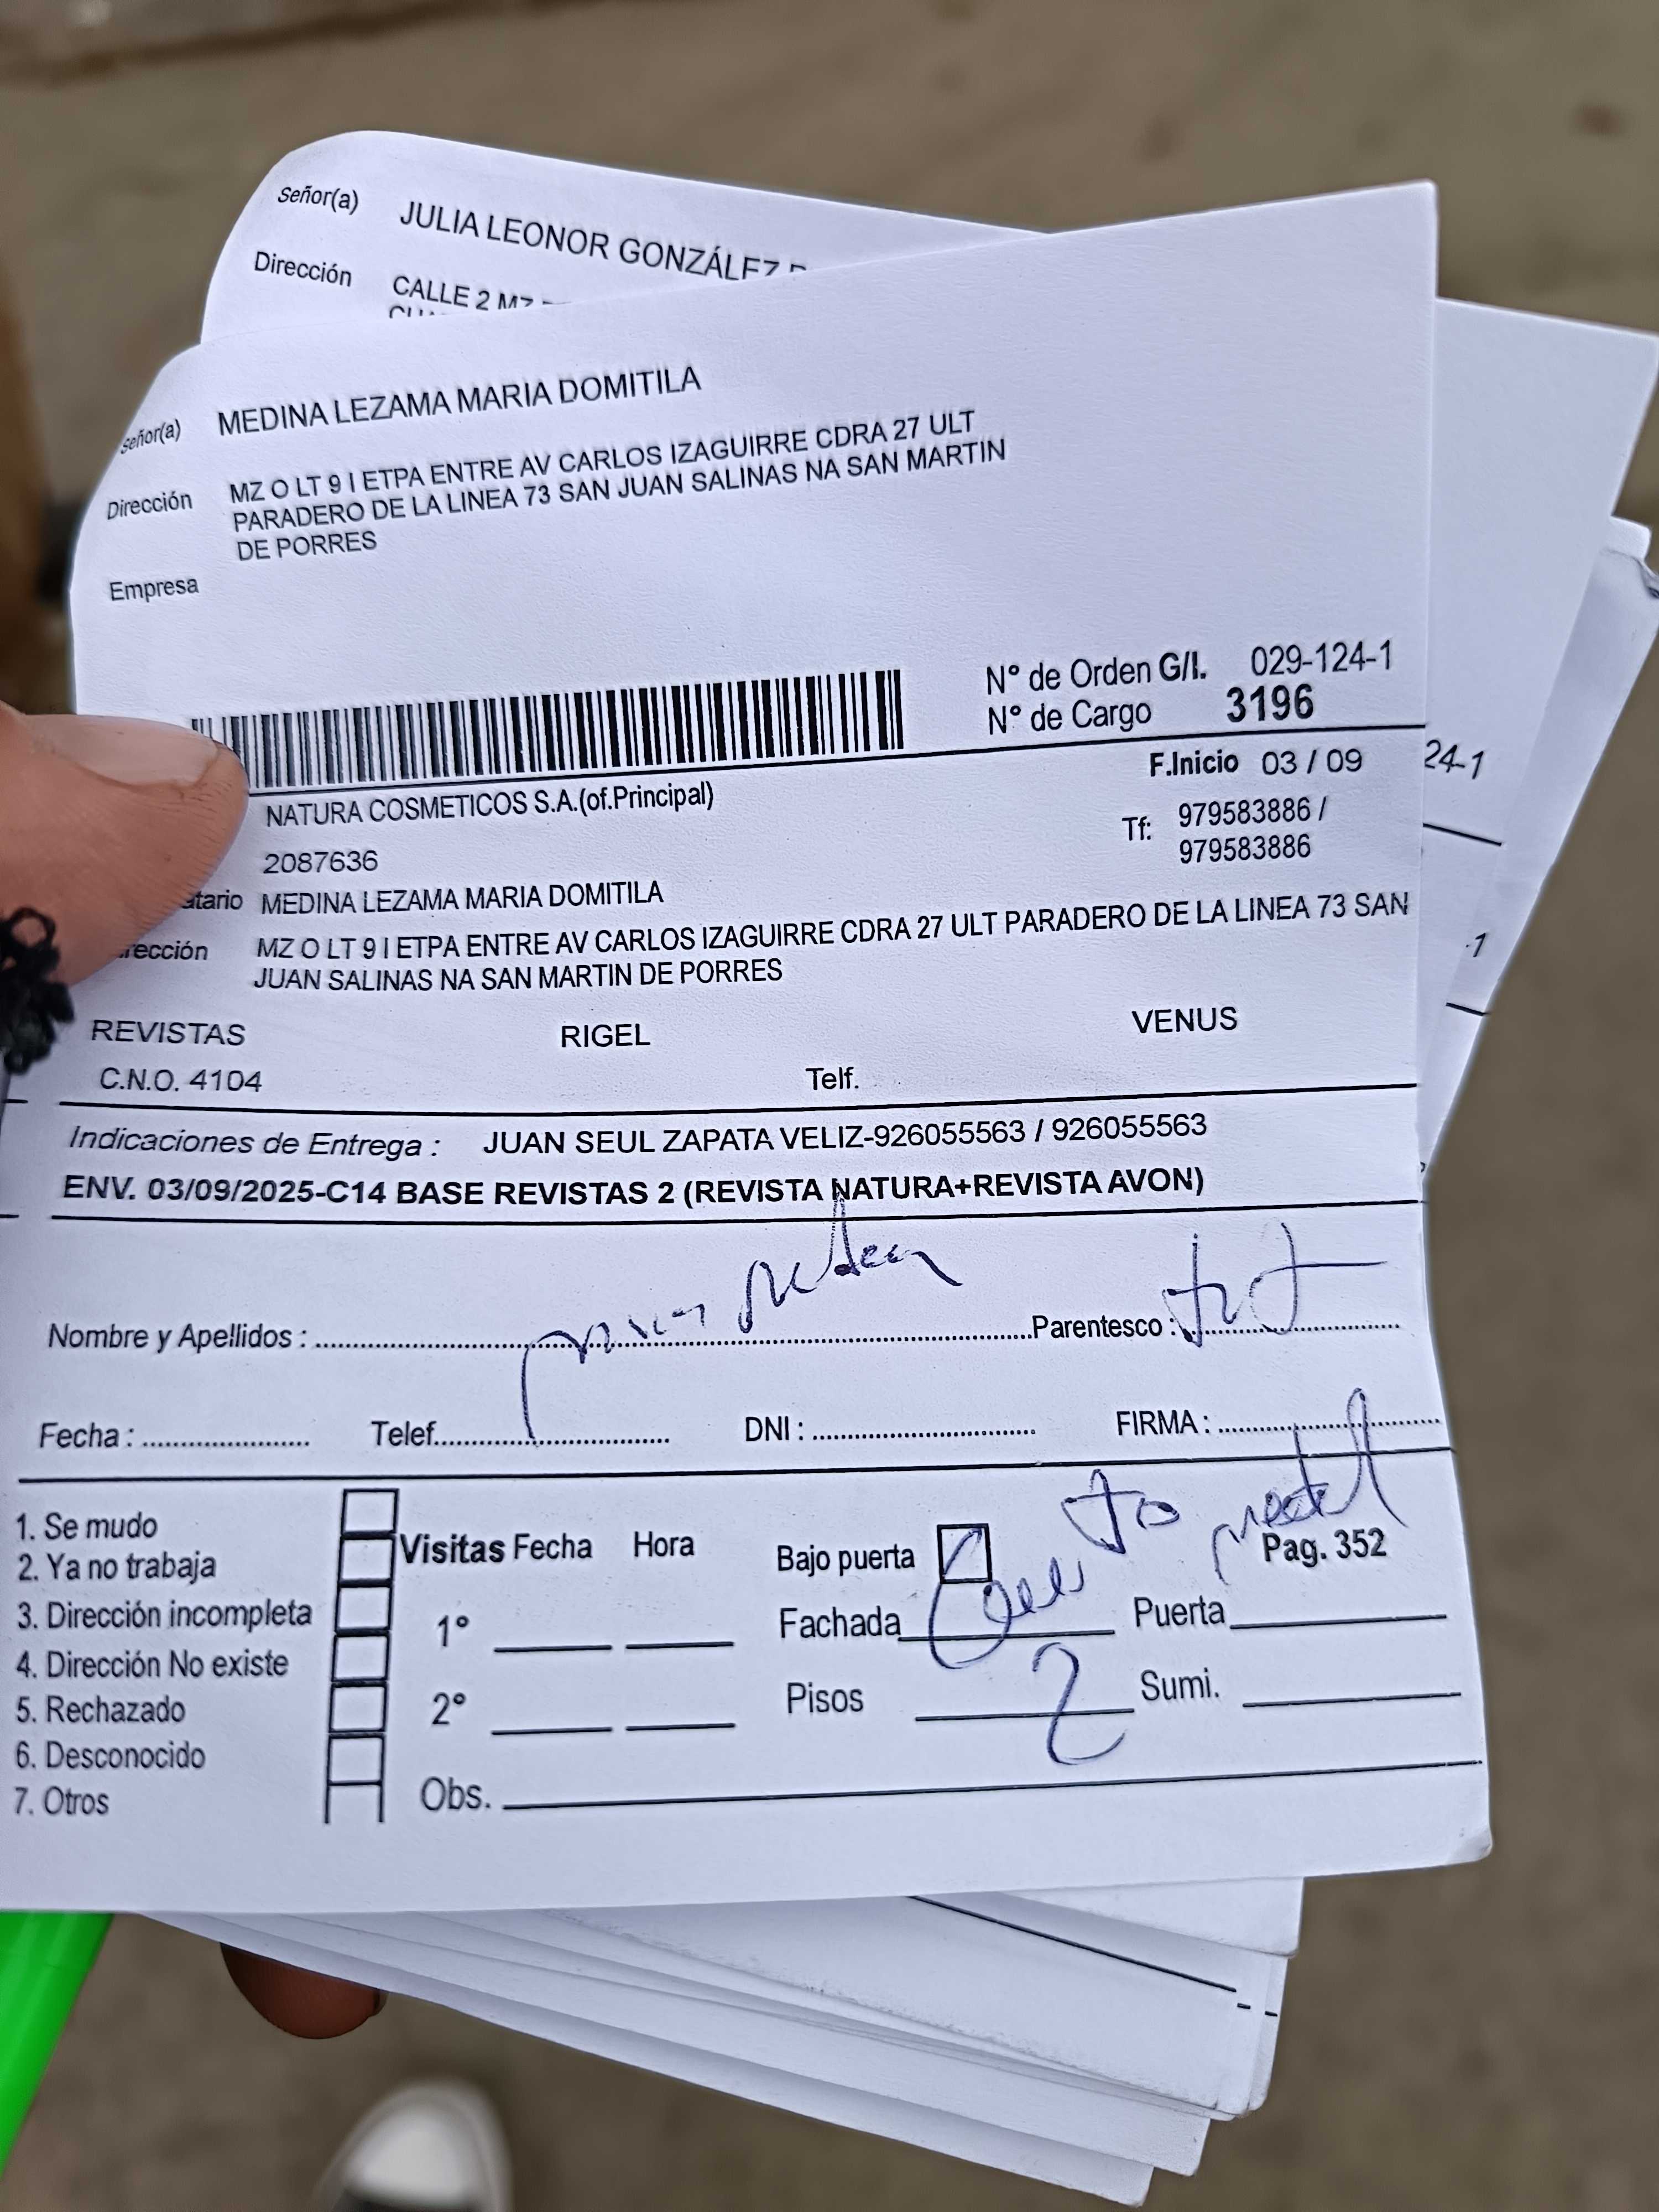 Señor(a) JULIA LEONOR GONZÁLEZ
Dirección CALLE 2 MZ
Señor(a) MEDINA LEZAMA MARIA DOMITILA
Dirección MZ O LT 9 I ETPA ENTRE AV CARLOS IZAGUIRRE CDRA 27 ULT
PARADERO DE LA LINEA 73 SAN JUAN SALINAS NA SAN MARTIN
DE PORRES
Empresa
N° de Orden G/I. 029-124-1
N° de Cargo 3196
F.Inicio 03 / 09
24-1
NATURA COSMETICOS S.A.(of.Principal)
Tf: 979583886 /
979583886
2087636
atario MEDINA LEZAMA MARIA DOMITILA
rección MZ O LT 9 I ETPA ENTRE AV CARLOS IZAGUIRRE CDRA 27 ULT PARADERO DE LA LINEA 73 SAN
JUAN SALINAS NA SAN MARTIN DE PORRES
-1
REVISTAS RIGEL VENUS
C.N.O. 4104 Telf.
Indicaciones de Entrega : JUAN SEUL ZAPATA VELIZ-926055563 / 926055563
ENV. 03/09/2025-C14 BASE REVISTAS 2 (REVISTA NATURA+REVISTA AVON)
Nombre y Apellidos : Parentesco : tit
Fecha : Telef. DNI : FIRMA :
1. Se mudo
2. Ya no trabaja
3. Dirección incompleta
4. Dirección No existe
5. Rechazado
6. Desconocido
7. Otros
Visitas Fecha Hora
1°
2°
Obs.
Bajo puerta
Pag. 352
Fachada Puerta
Pisos 2 Sumi.